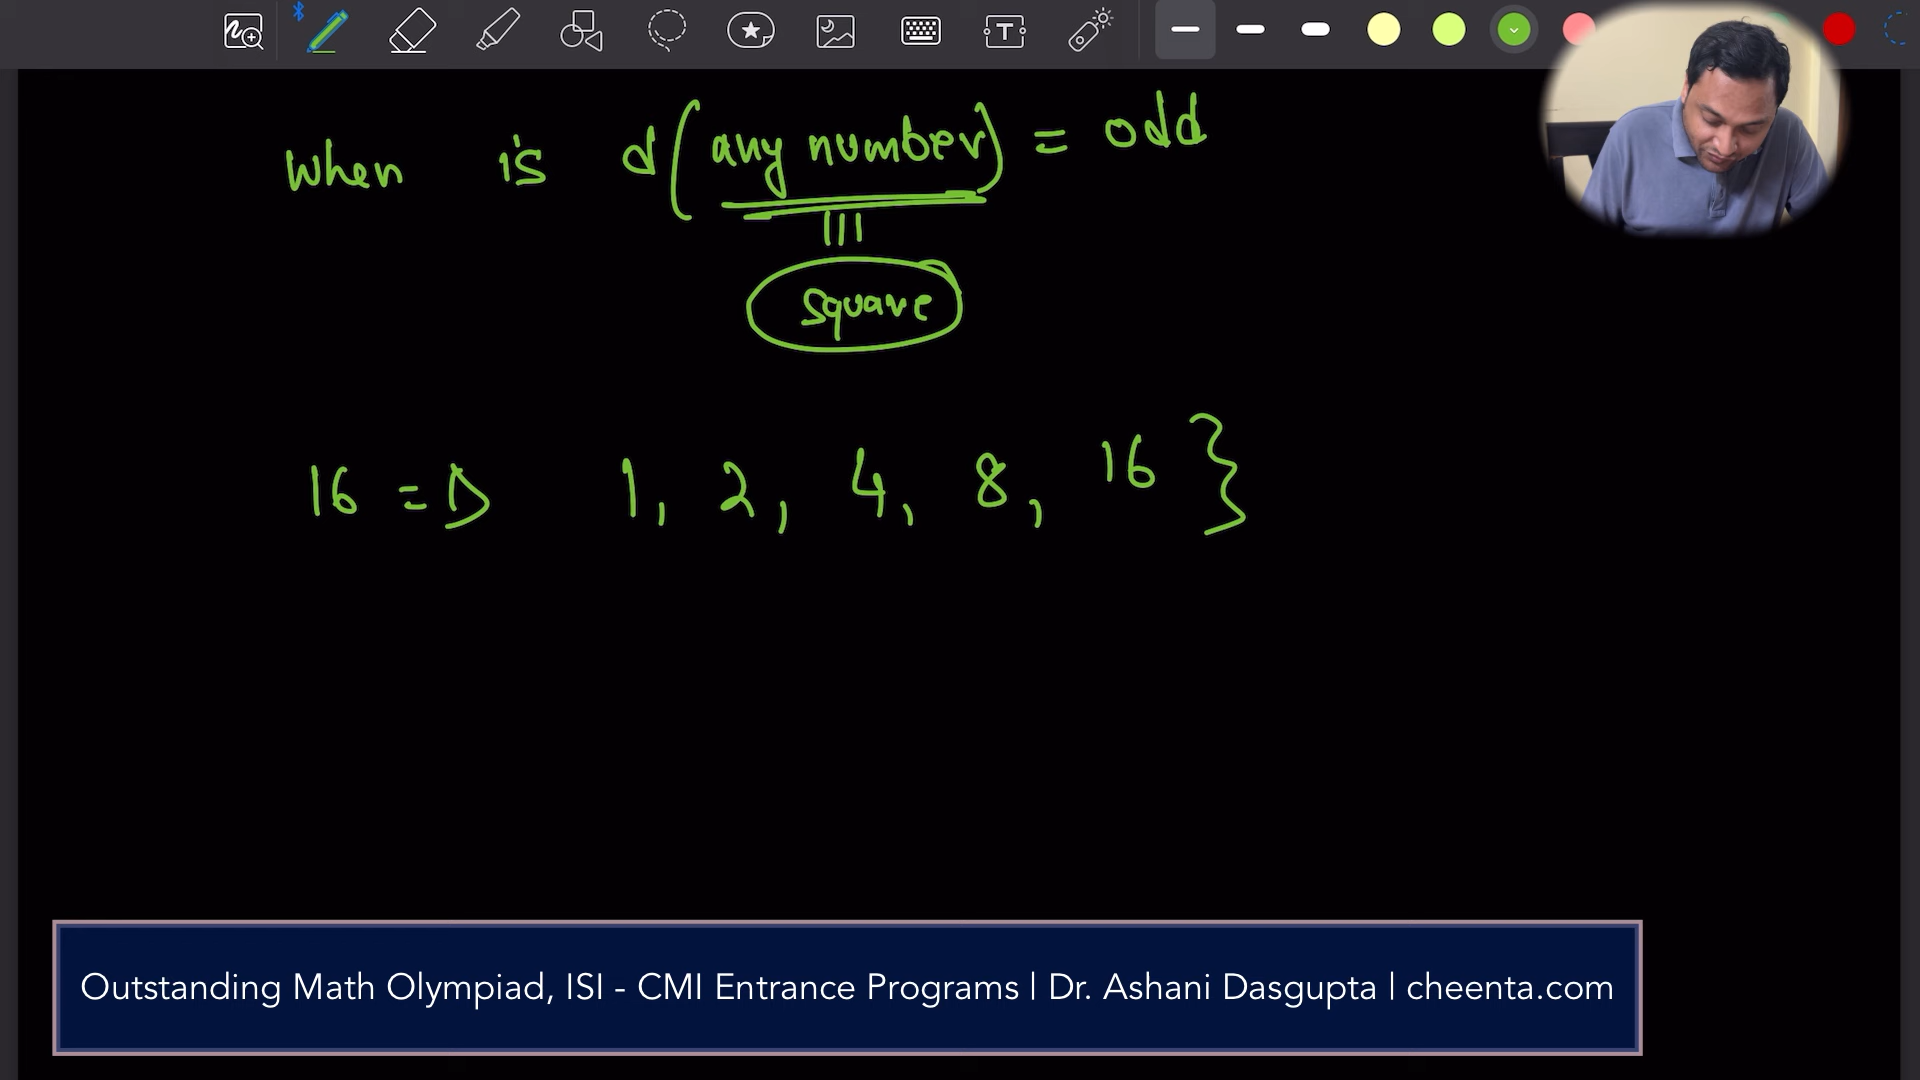 When is d(any number) = odd
|||
square
16 = D 1, 2, 4, 8, 16 }
Outstanding Math Olympiad, ISI - CMI Entrance Programs | Dr. Ashani Dasgupta | cheenta.com